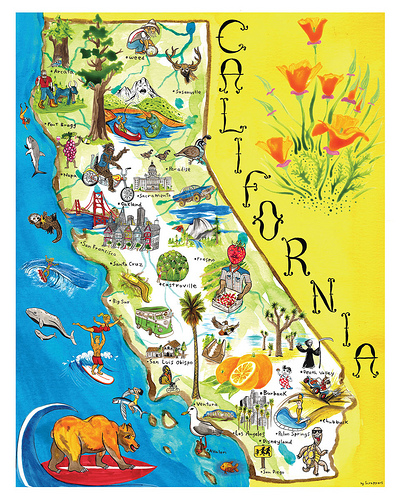 CALIFORNIA
•Weed
•Arcata
•Susanville
•Fort Bragg
•Napa
•Paradise
•Sacramento
•Oakland
•San Francisco
•Fresno
•Santa Cruz
•Castroville
•Big Sur
•San Luis Obispo
•Death Valley
•Burbank
•Ventura
•Chubbuck
•Los Angeles
•Palm Springs
•Disneyland
•Avalon
•San Diego